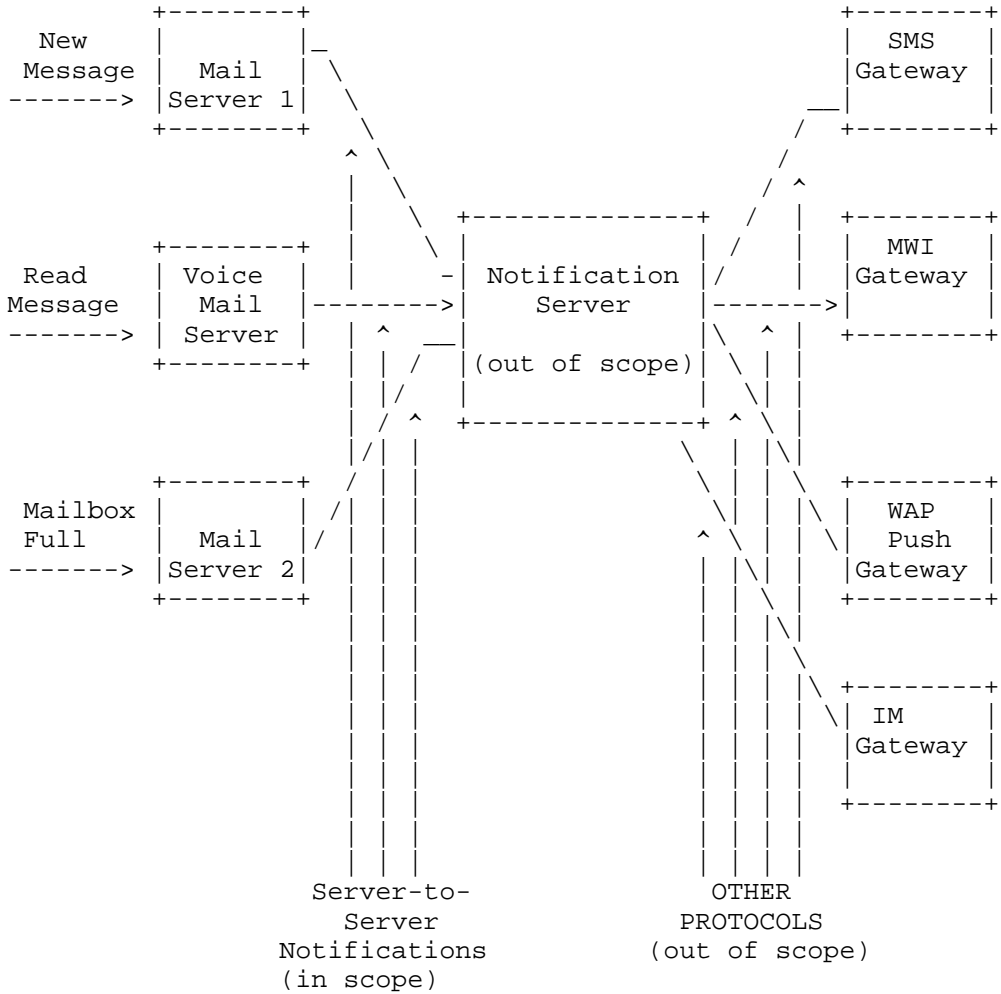 New
Message
Mail
Server 1
SMS
Gateway
Read
Message
Voice
Mail
Server
Notification
Server
(out of scope)
MWI
Gateway
Mailbox
Full
Mail
Server 2
WAP
Push
Gateway
IM
Gateway
Server-to-
Server
Notifications
(in scope)
OTHER
PROTOCOLS
(out of scope)